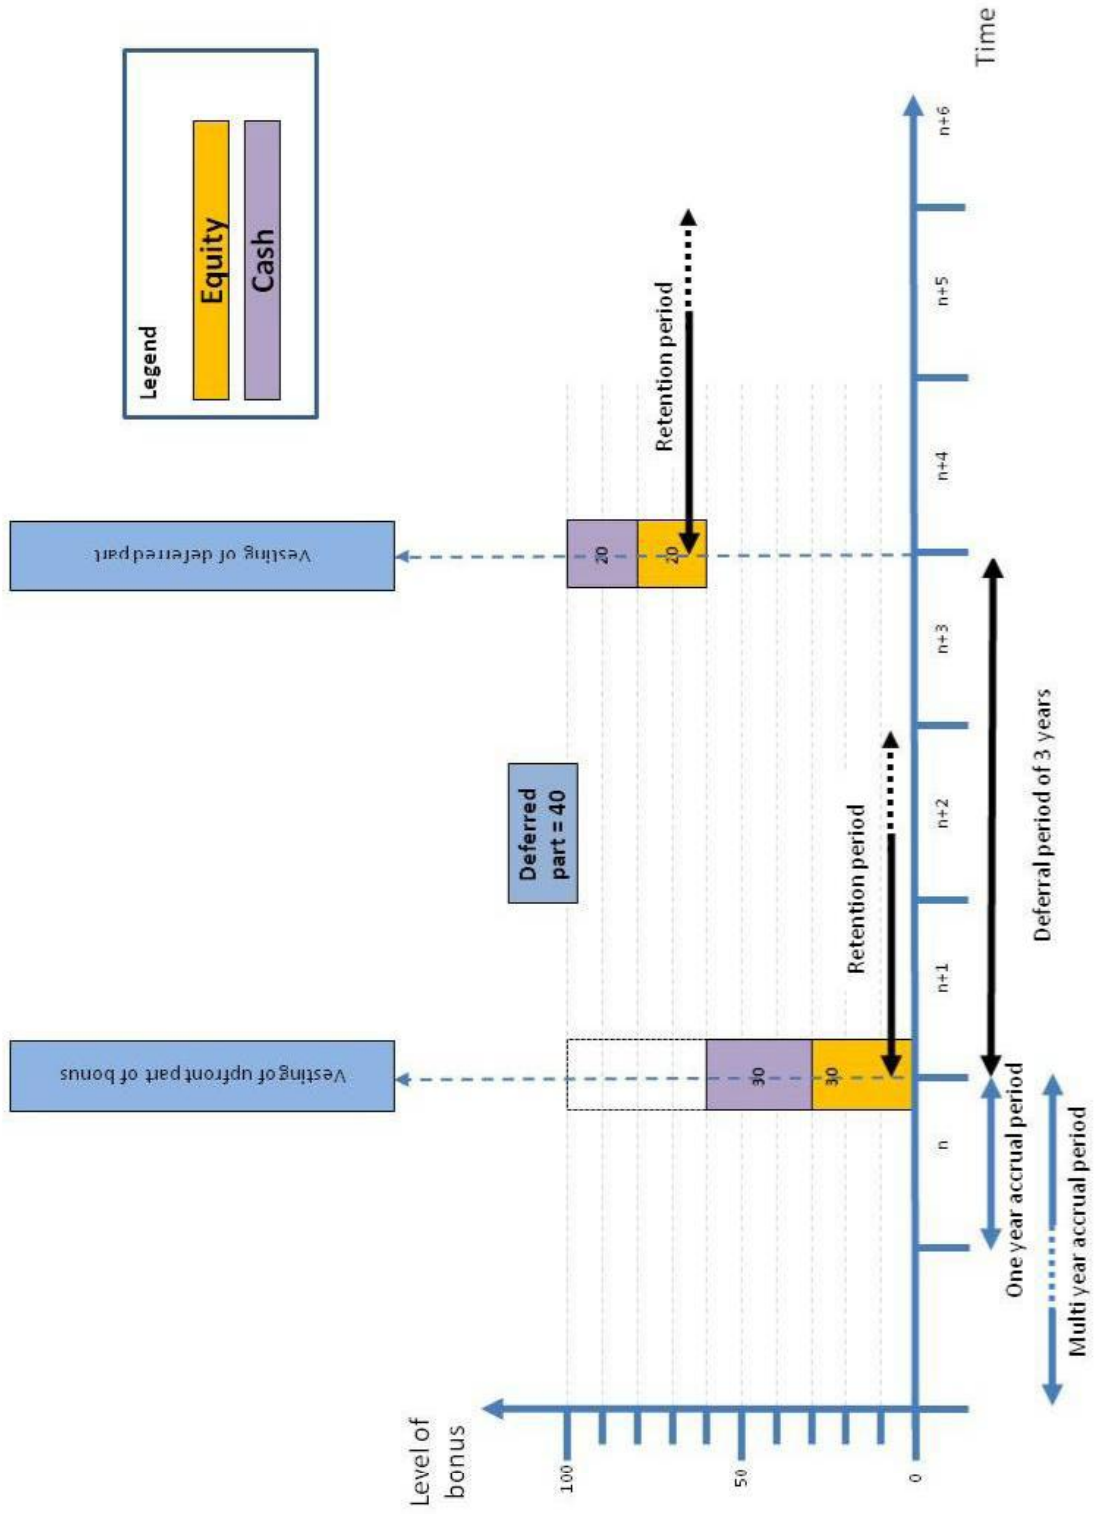 Level of
bonus
100
50
0
Vesting of upfront part of bonus
Vesting of deferred part
Legend
Equity
Cash
Deferred
part = 40
30
30
20
20
Retention period
Retention period
n
n+1
n+2
n+3
n+4
n+5
n+6
Time
One year accrual period
Multi year accrual period
Deferral period of 3 years